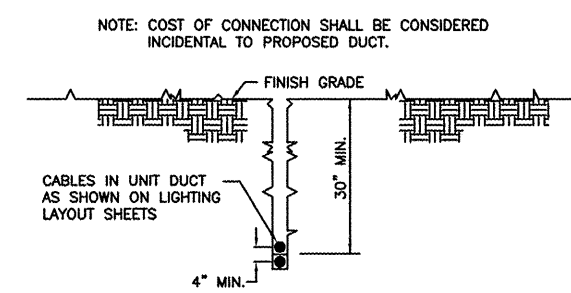 NOTE: COST OF CONNECTION SHALL BE CONSIDERED
INCIDENTAL TO PROPOSED DUCT.
FINISH GRADE
30" MIN.
CABLES IN UNIT DUCT
AS SHOWN ON LIGHTING
LAYOUT SHEETS
4" MIN.